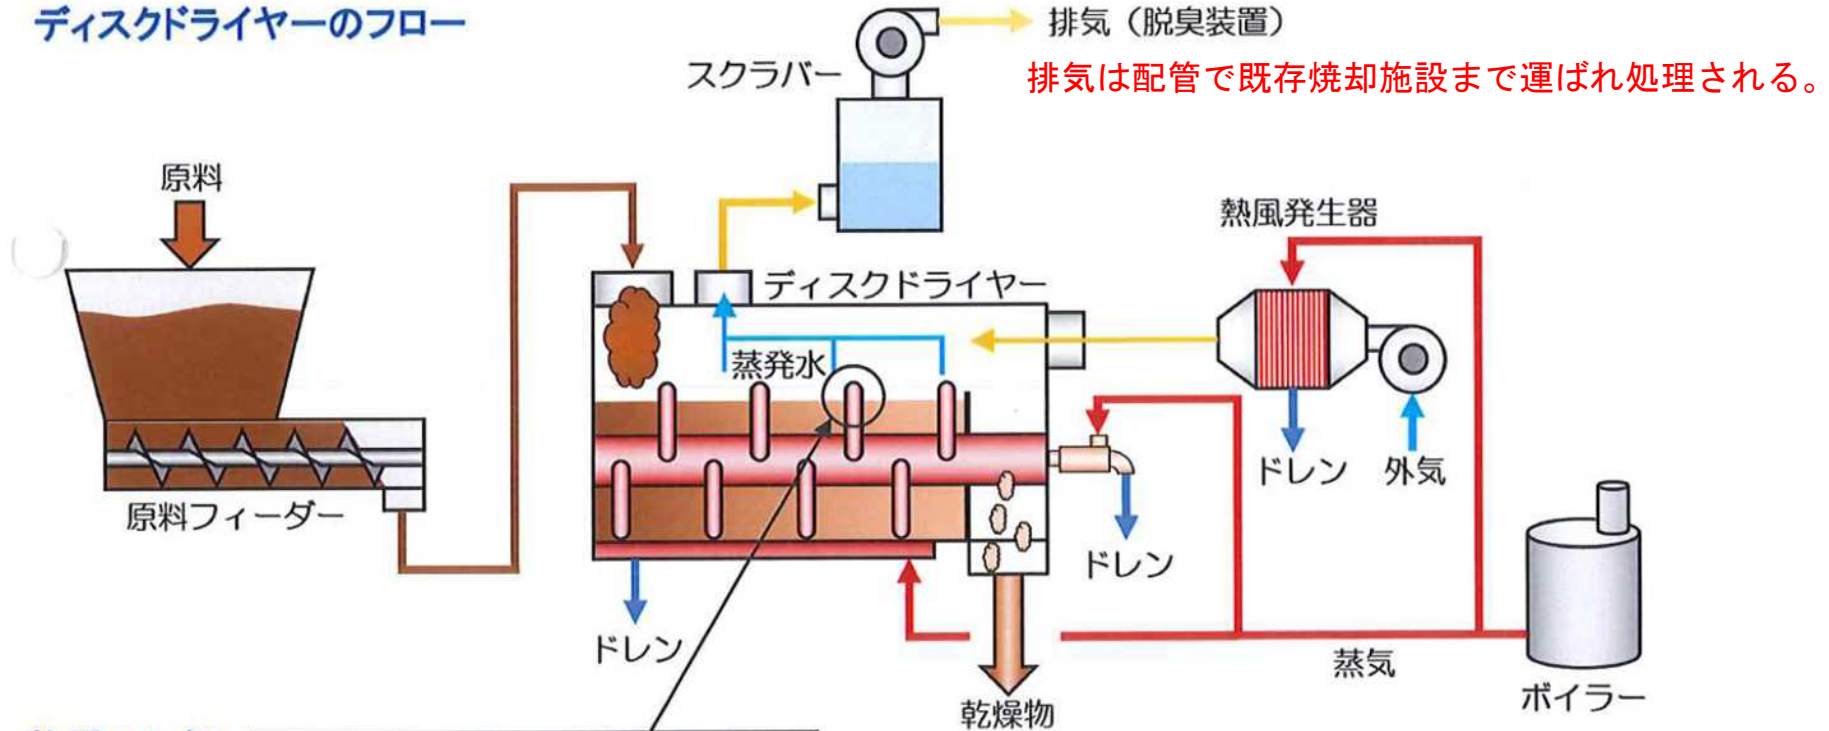 ディスクドライヤーのフロー
排気（脱臭装置）
スクラバー
排気は配管で既存焼却施設まで運ばれ処理される。
原料
熱風発生器
ディスクドライヤー
蒸発水
ドレン
外気
原料フィーダー
ドレン
ドレン
蒸気
ボイラー
乾燥物